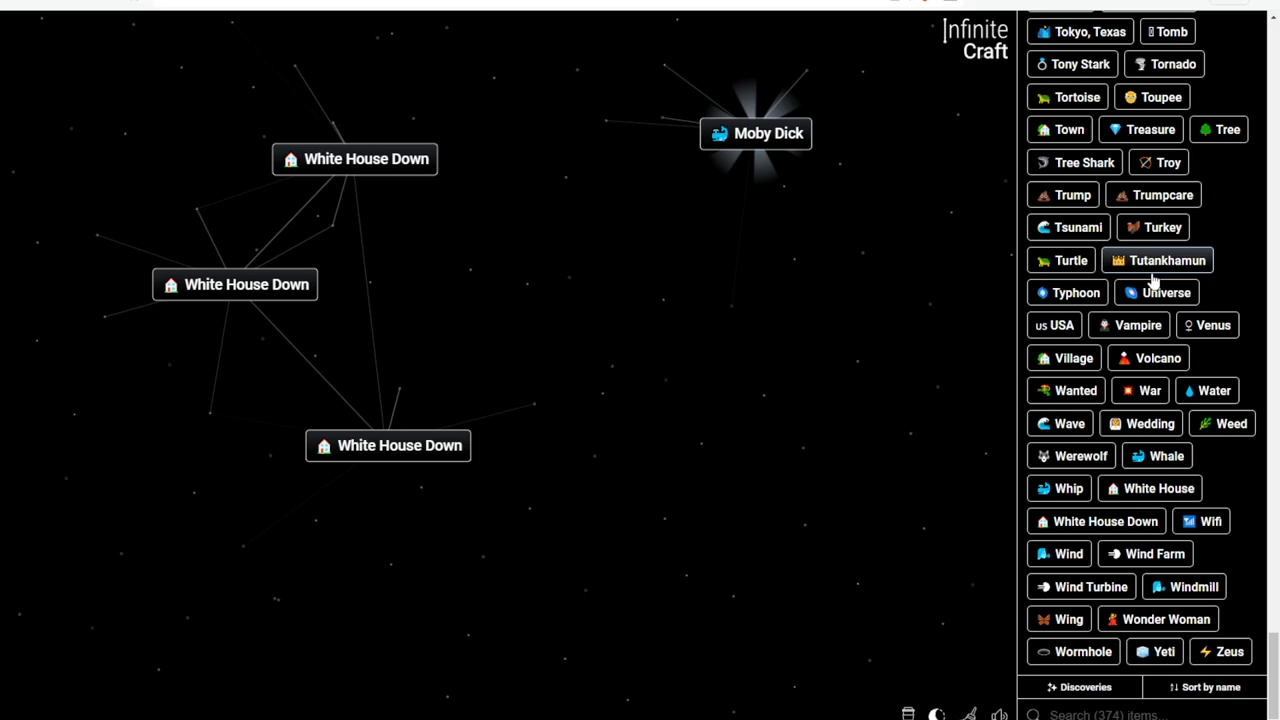 Infinite
Craft
White House Down
Moby Dick
White House Down
White House Down
Tokyo, Texas Tomb
Tony Stark Tornado
Tortoise Toupee
Town Treasure Tree
Tree Shark Troy
Trump Trumpcare
Tsunami Turkey
Turtle Tutankhamun
Typhoon Universe
us USA Vampire Venus
Village Volcano
Wanted War Water
Wave Wedding Weed
Werewolf Whale
Whip White House
White House Down Wifi
Wind Wind Farm
Wind Turbine Windmill
Wing Wonder Woman
Wormhole Yeti Zeus
Discoveries Sort by name
Search (374) items...